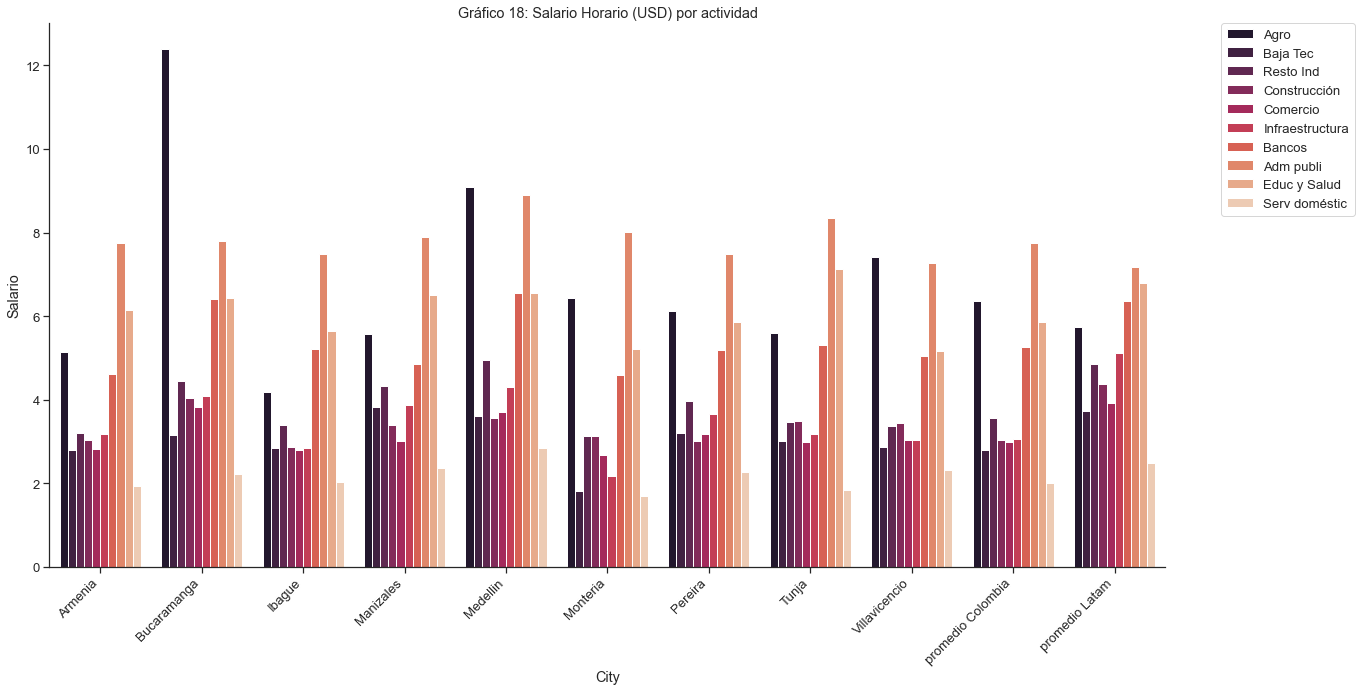 Gráfico 18: Salario Horario (USD) por actividad
Salario
12
10
8
6
4
2
0
Armenia
Bucaramanga
Ibague
Manizales
Medellin
Monteria
Pereira
Tunja
Villavicencio
promedio Colombia
promedio Latam
City
Agro
Baja Tec
Resto Ind
Construcción
Comercio
Infraestructura
Bancos
Adm publi
Educ y Salud
Serv doméstic